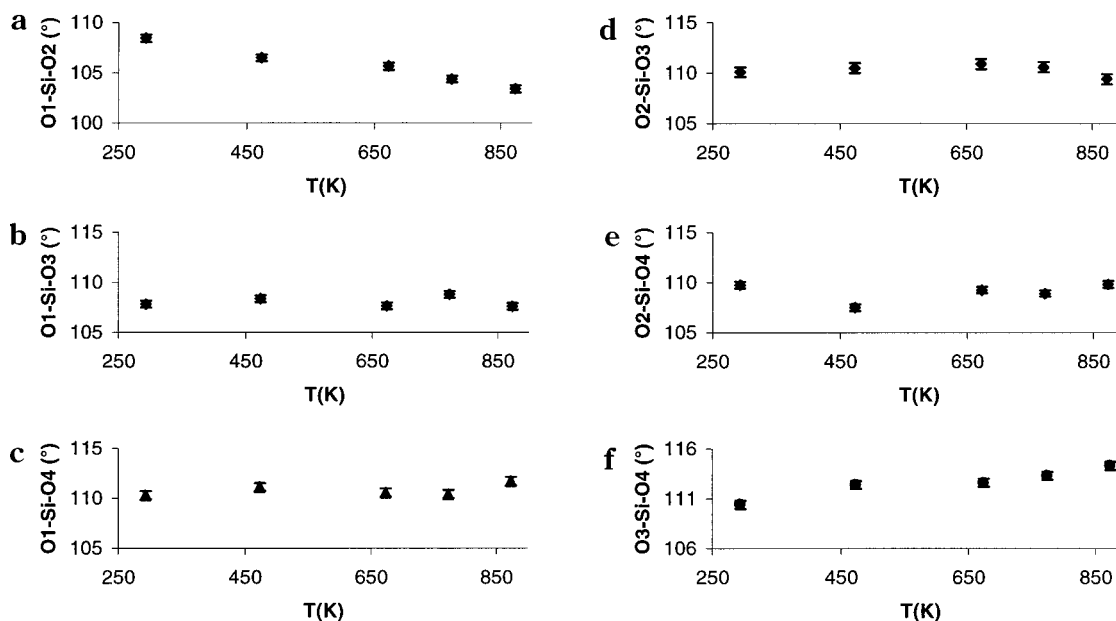 a
O1-Si-O2 (°)
110
105
100
250 450 650 850
T(K)
b
O1-Si-O3 (°)
115
110
105
250 450 650 850
T(K)
c
O1-Si-O4 (°)
115
110
105
250 450 650 850
T(K)
d
O2-Si-O3 (°)
115
110
105
250 450 650 850
T(K)
e
O2-Si-O4 (°)
115
110
105
250 450 650 850
T(K)
f
O3-Si-O4 (°)
116
111
106
250 450 650 850
T(K)